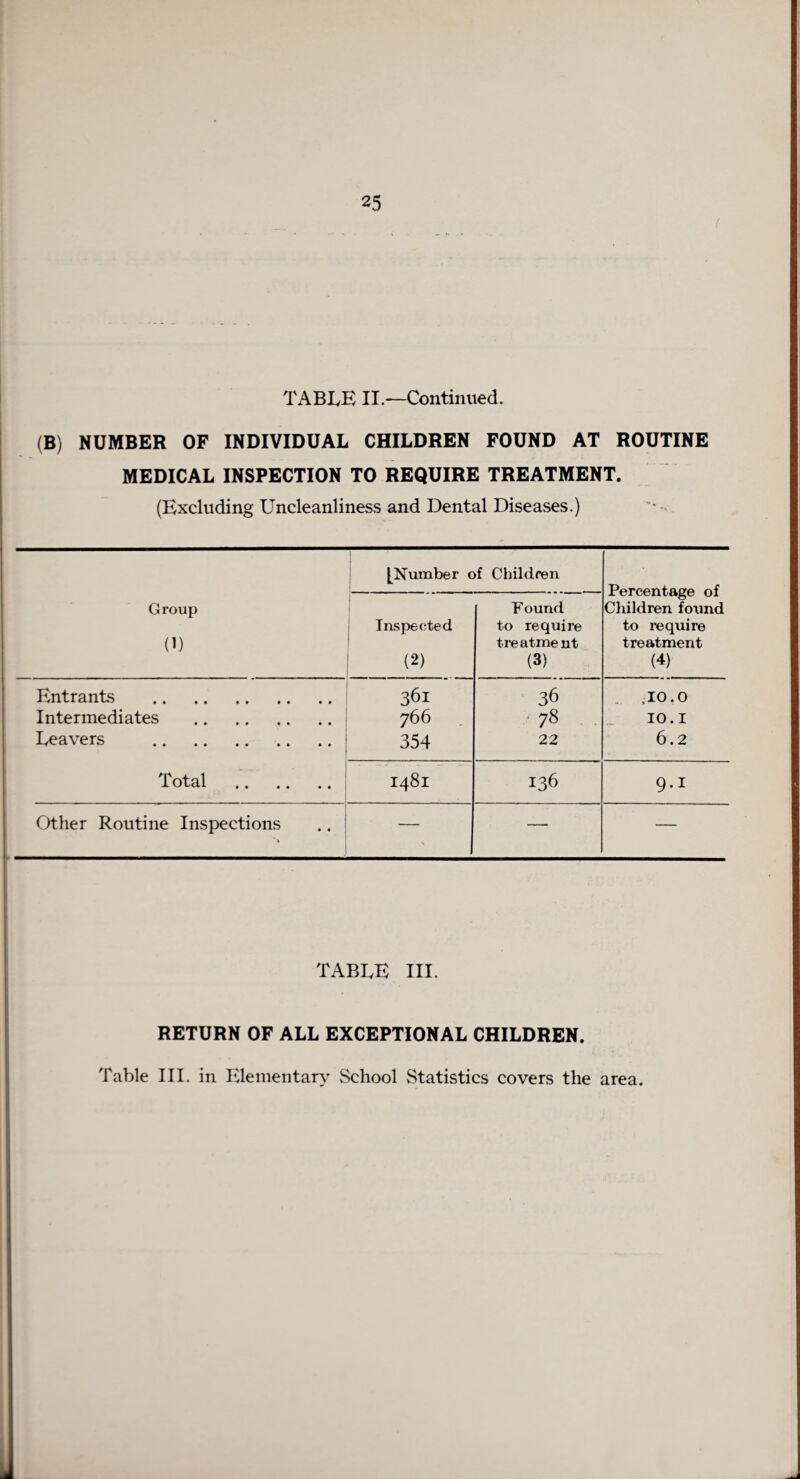 25
TABLE II.—Continued.
(B) NUMBER OF INDIVIDUAL CHILDREN FOUND AT ROUTINE
MEDICAL INSPECTION TO REQUIRE TREATMENT.
(Excluding Uncleanliness and Dental Diseases.)
Group
(1)
Number of Children
Inspected
(2)
Found
to require
treatment
(3)
Percentage of
Children found
to require
treatment
(4)
Entrants .. .. .. .. .. 361 36 10.0
Intermediates .. .. .. .. 766 78 10.1
Leavers .. .. .. .. .. 354 22 6.2
Total .. .. .. 1481 136 9.1
Other Routine Inspections .. — — —
TABLE III.
RETURN OF ALL EXCEPTIONAL CHILDREN.
Table III. in Elementary School Statistics covers the area.